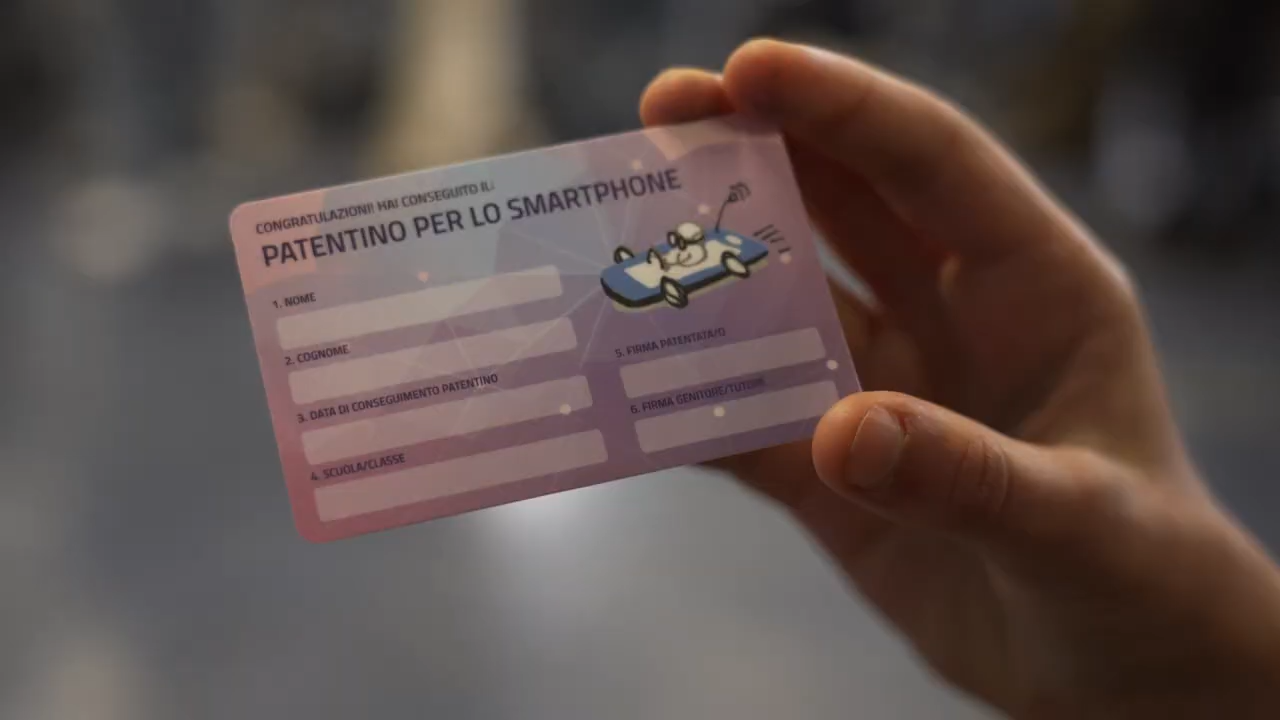 CONGRATULAZIONI! HAI CONSEGUITO IL:
PATENTINO PER LO SMARTPHONE
1. NOME
2. COGNOME
3. DATA DI CONSEGUIMENTO PATENTINO
4. SCUOLA/CLASSE
5. FIRMA PATENTATA/O
6. FIRMA GENITORE/TUTORE